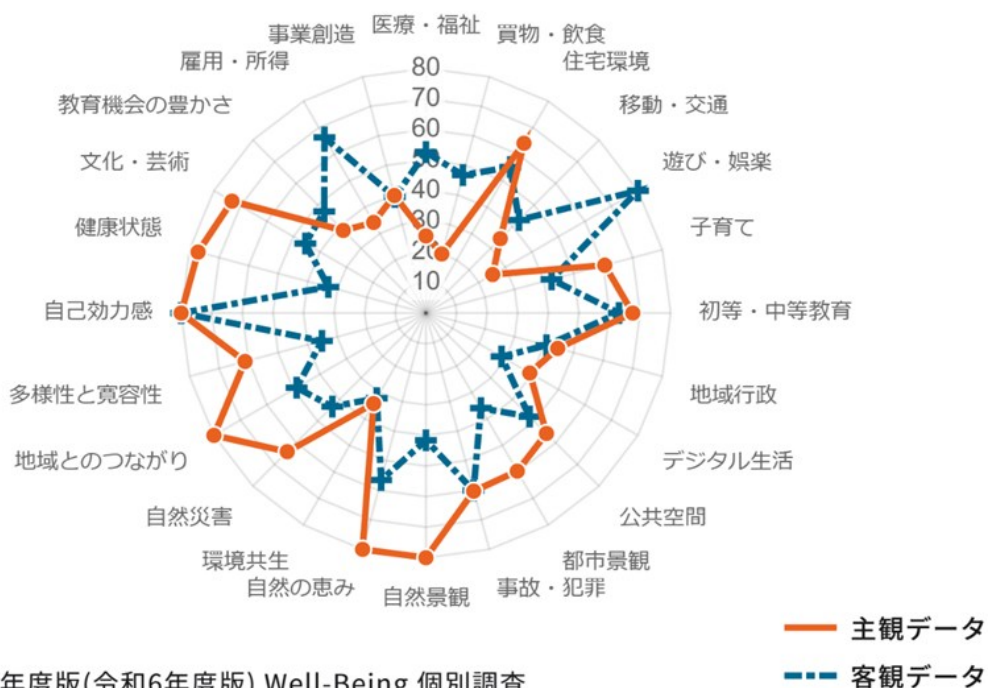 医療・福祉
買物・飲食
住宅環境
移動・交通
遊び・娯楽
子育て
初等・中等教育
地域行政
デジタル生活
公共空間
都市景観
事故・犯罪
自然景観
自然の恵み
環境共生
自然災害
地域とのつながり
多様性と寛容性
自己効力感
健康状態
文化・芸術
教育機会の豊かさ
雇用・所得
事業創造
80
70
60
40
30
20
10
主観データ
客観データ
年度版(令和6年度版) Well-Being 個別調査